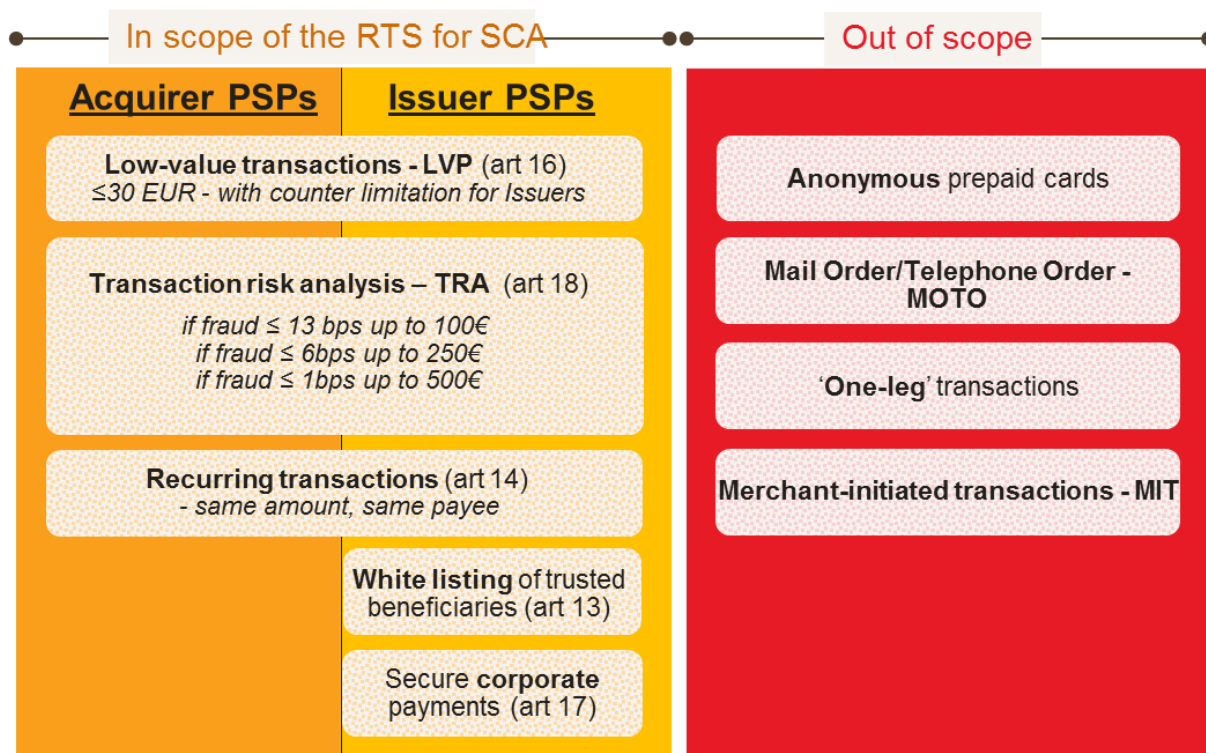 In scope of the RTS for SCA
Out of scope
Acquirer PSPs
Issuer PSPs
Low-value transactions - LVP (art 16)
≤30 EUR - with counter limitation for Issuers
Transaction risk analysis – TRA (art 18)
if fraud ≤ 13 bps up to 100€
if fraud ≤ 6bps up to 250€
if fraud ≤ 1bps up to 500€
Recurring transactions (art 14)
- same amount, same payee
White listing of trusted
beneficiaries (art 13)
Secure corporate
payments (art 17)
Anonymous prepaid cards
Mail Order/Telephone Order -
MOTO
‘One-leg’ transactions
Merchant-initiated transactions - MIT